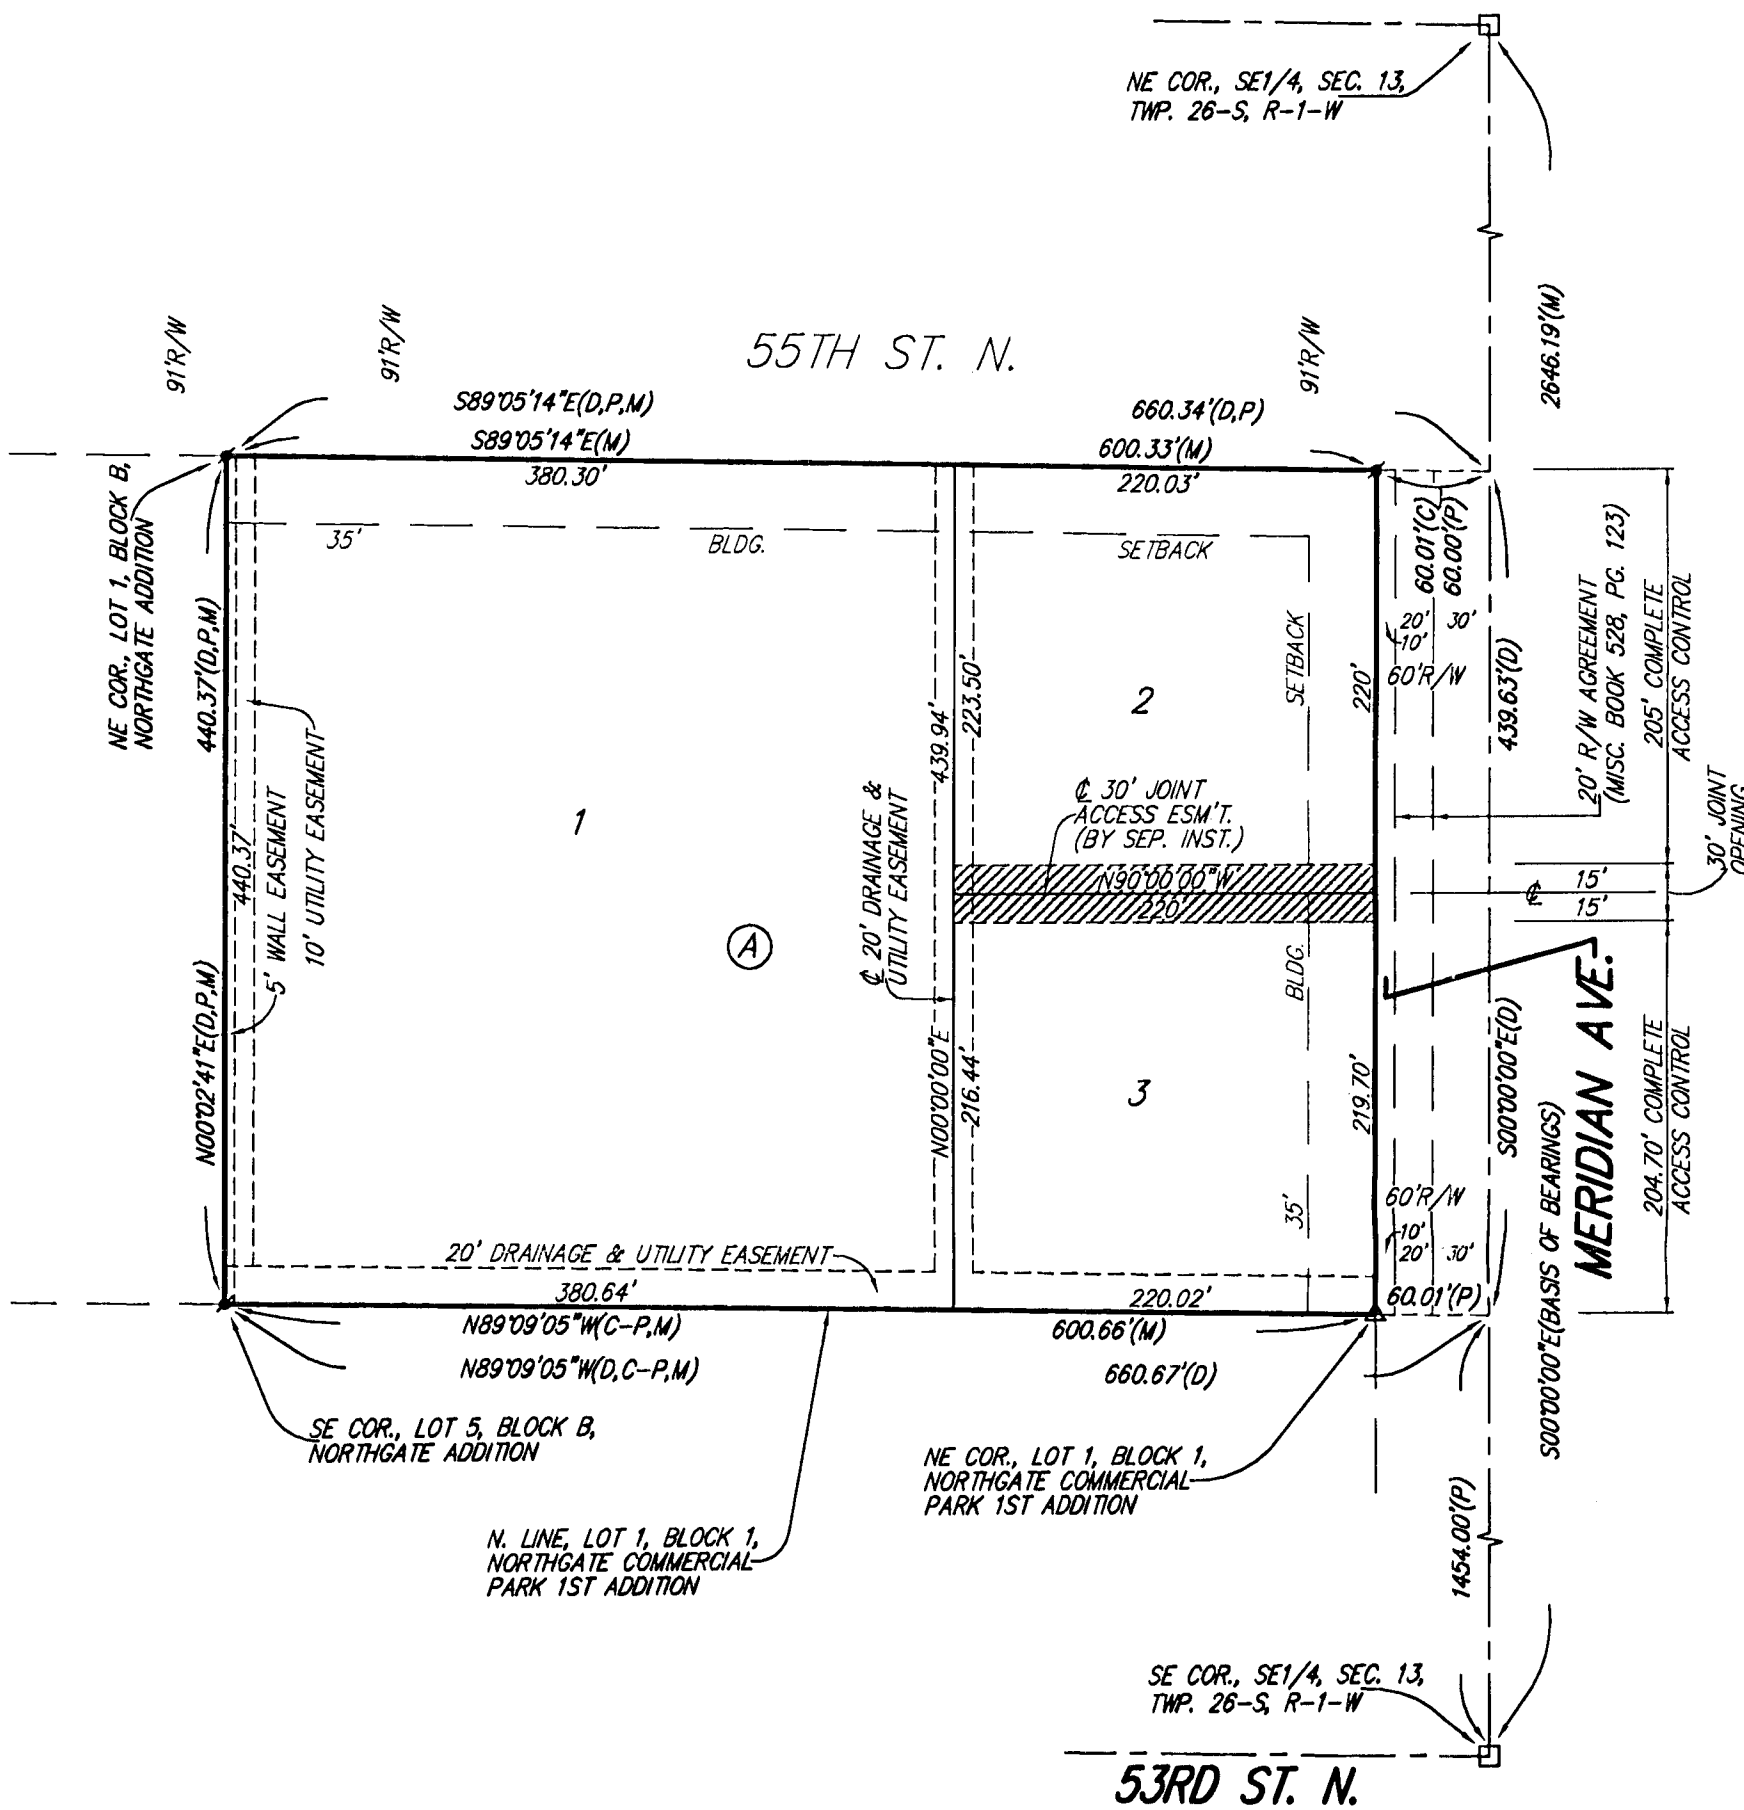 NE COR., SE1/4, SEC. 13,
TWP. 26-S, R-1-W
2646.19'(M)
91'R/W
91'R/W
55TH ST. N.
91'R/W
S89°05'14"E(D,P,M)
660.34'(D,P)
S89°05'14"E(M)
600.33'(M)
380.30'
220.03'
NE COR., LOT 1, BLOCK B,
NORTHGATE ADDITION
35'
BLDG.
SETBACK
60.01'(C)
60.00'(P)
20'
30'
10'
60'R/W
SETBACK
220'
439.63'(D)
20' R/W AGREEMENT
(MISC. BOOK 528, PG. 123)
205' COMPLETE
ACCESS CONTROL
440.37'(D,P,M)
10' UTILITY EASEMENT
5' WALL EASEMENT
440.37'
1
2
439.94'
223.50'
℄ 20' DRAINAGE &
UTILITY EASEMENT
℄ 30' JOINT
ACCESS ESM'T.
(BY SEP. INST.)
N90°00'00"W
220'
℄
15'
15'
30' JOINT
OPENING
A
BLDG.
MERIDIAN AVE.
N00°02'41"E(D,P,M)
N00°00'00"E
216.44'
3
219.70'
S00°00'00"E(D)
204.70' COMPLETE
ACCESS CONTROL
S00°00'00"E(BASIS OF BEARINGS)
35'
60'R/W
10'
20'
30'
20' DRAINAGE & UTILITY EASEMENT
380.64'
220.02'
60.01'(P)
N89°09'05"W(C-P,M)
600.66'(M)
N89°09'05"W(D,C-P,M)
660.67'(D)
SE COR., LOT 5, BLOCK B,
NORTHGATE ADDITION
NE COR., LOT 1, BLOCK 1,
NORTHGATE COMMERCIAL
PARK 1ST ADDITION
N. LINE, LOT 1, BLOCK 1,
NORTHGATE COMMERCIAL
PARK 1ST ADDITION
1454.00'(P)
SE COR., SE1/4, SEC. 13,
TWP. 26-S, R-1-W
53RD ST. N.